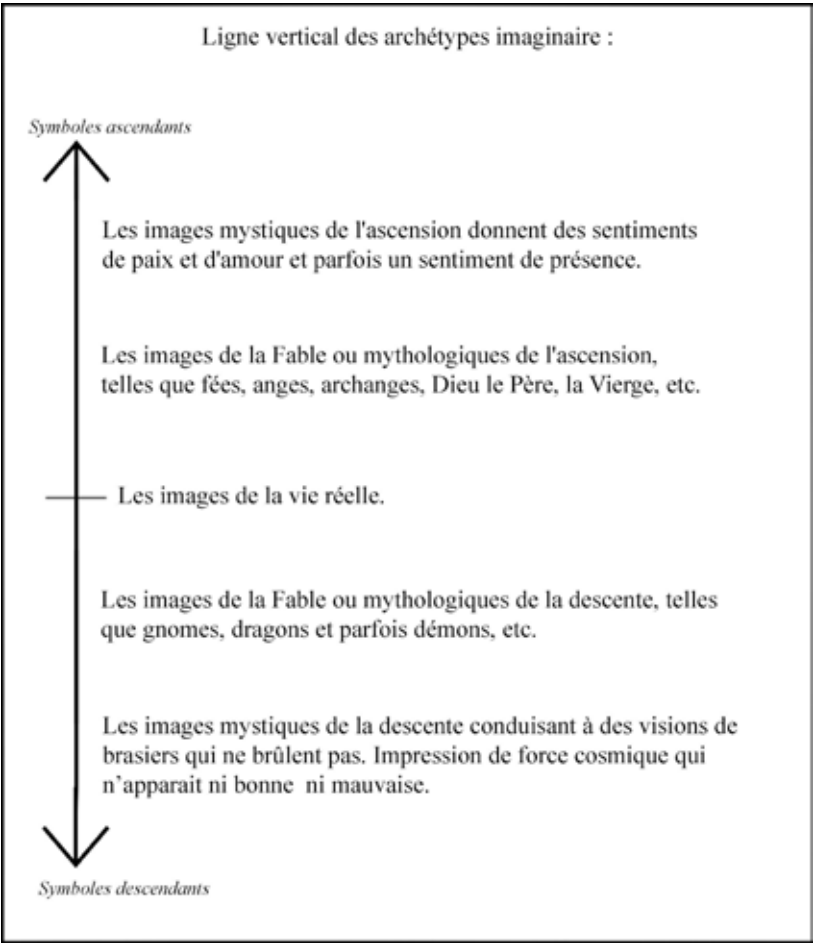 Ligne vertical des archétypes imaginaire :
Symboles ascendants
Les images mystiques de l'ascension donnent des sentiments
de paix et d'amour et parfois un sentiment de présence.
Les images de la Fable ou mythologiques de l'ascension,
telles que fées, anges, archanges, Dieu le Père, la Vierge, etc.
Les images de la vie réelle.
Les images de la Fable ou mythologiques de la descente, telles
que gnomes, dragons et parfois démons, etc.
Les images mystiques de la descente conduisant à des visions de
brasiers qui ne brûlent pas. Impression de force cosmique qui
n’apparait ni bonne ni mauvaise.
Symboles descendants